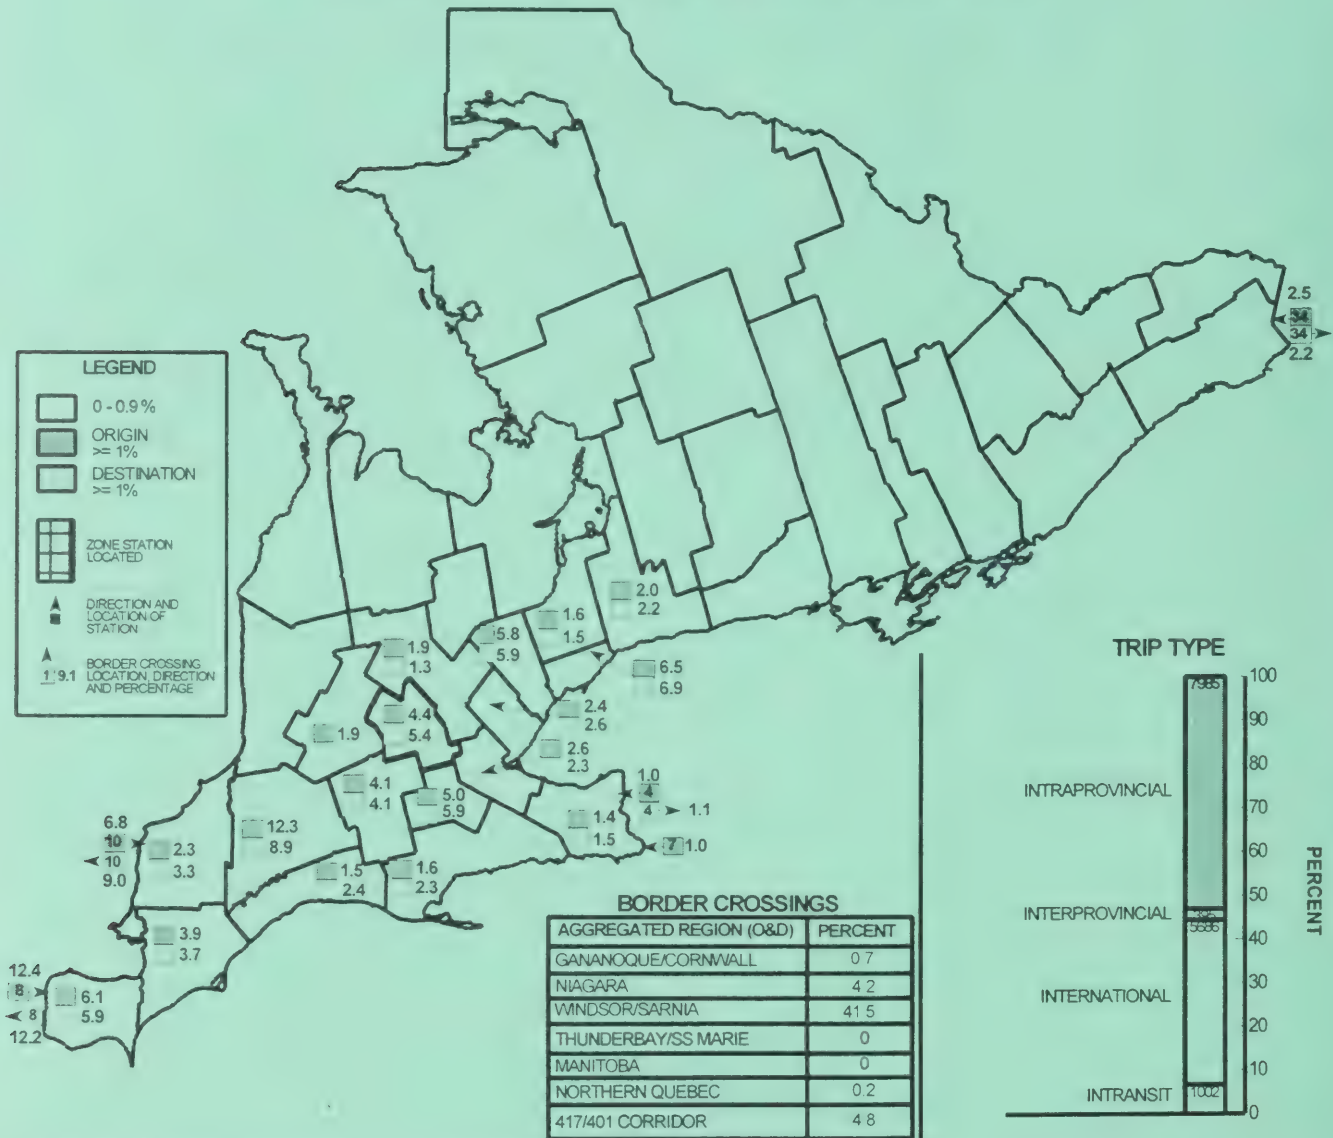 LEGEND
0 - 0.9 %
ORIGIN
>= 1%
DESTINATION
>= 1%
ZONE STATION
LOCATED
DIRECTION AND
LOCATION OF
STATION
BORDER CROSSING
LOCATION, DIRECTION
AND PERCENTAGE
1 9.1
2.5
34
34
2.2
2.0
2.2
1.6
1.5
5.8
5.9
1.9
1.3
6.5
6.9
4.4
5.4
2.4
2.6
1.9
2.6
2.3
4.1
4.1
5.0
5.9
1.0
4
4
1.1
1.4
1.5
7 1.0
12.3
8.9
6.8
10
10
9.0
2.3
3.3
1.5
2.4
1.6
2.3
3.9
3.7
12.4
8
8
12.2
6.1
5.9
BORDER CROSSINGS
AGGREGATED REGION (O&D) PERCENT
GANANOQUE/CORNWALL 0.7
NIAGARA 4.2
WINDSOR/SARNIA 41.5
THUNDERBAY/SS MARIE 0
MANITOBA 0
NORTHERN QUEBEC 0.2
417/401 CORRIDOR 4.8
TRIP TYPE
7985
5686
1002
INTRAPROVINCIAL
INTERPROVINCIAL
INTERNATIONAL
INTRANSIT
100
90
80
70
60
50
40
30
20
10
0
PERCENT